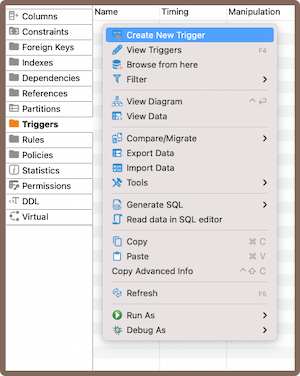 Name Timing Manipulation
Columns
Constraints
Foreign Keys
Indexes
Dependencies
References
Partitions
Triggers
Rules
Policies
Statistics
Permissions
DDL
Virtual
Create New Trigger
View Triggers F4
Browse from here
Filter
View Diagram ^ ↩
View Data
Compare/Migrate
Export Data
Import Data
Tools
Generate SQL
Read data in SQL editor
Copy ⌘ C
Paste ⌘ V
Copy Advanced Info ^ ⇧ C
Refresh F5
Run As
Debug As